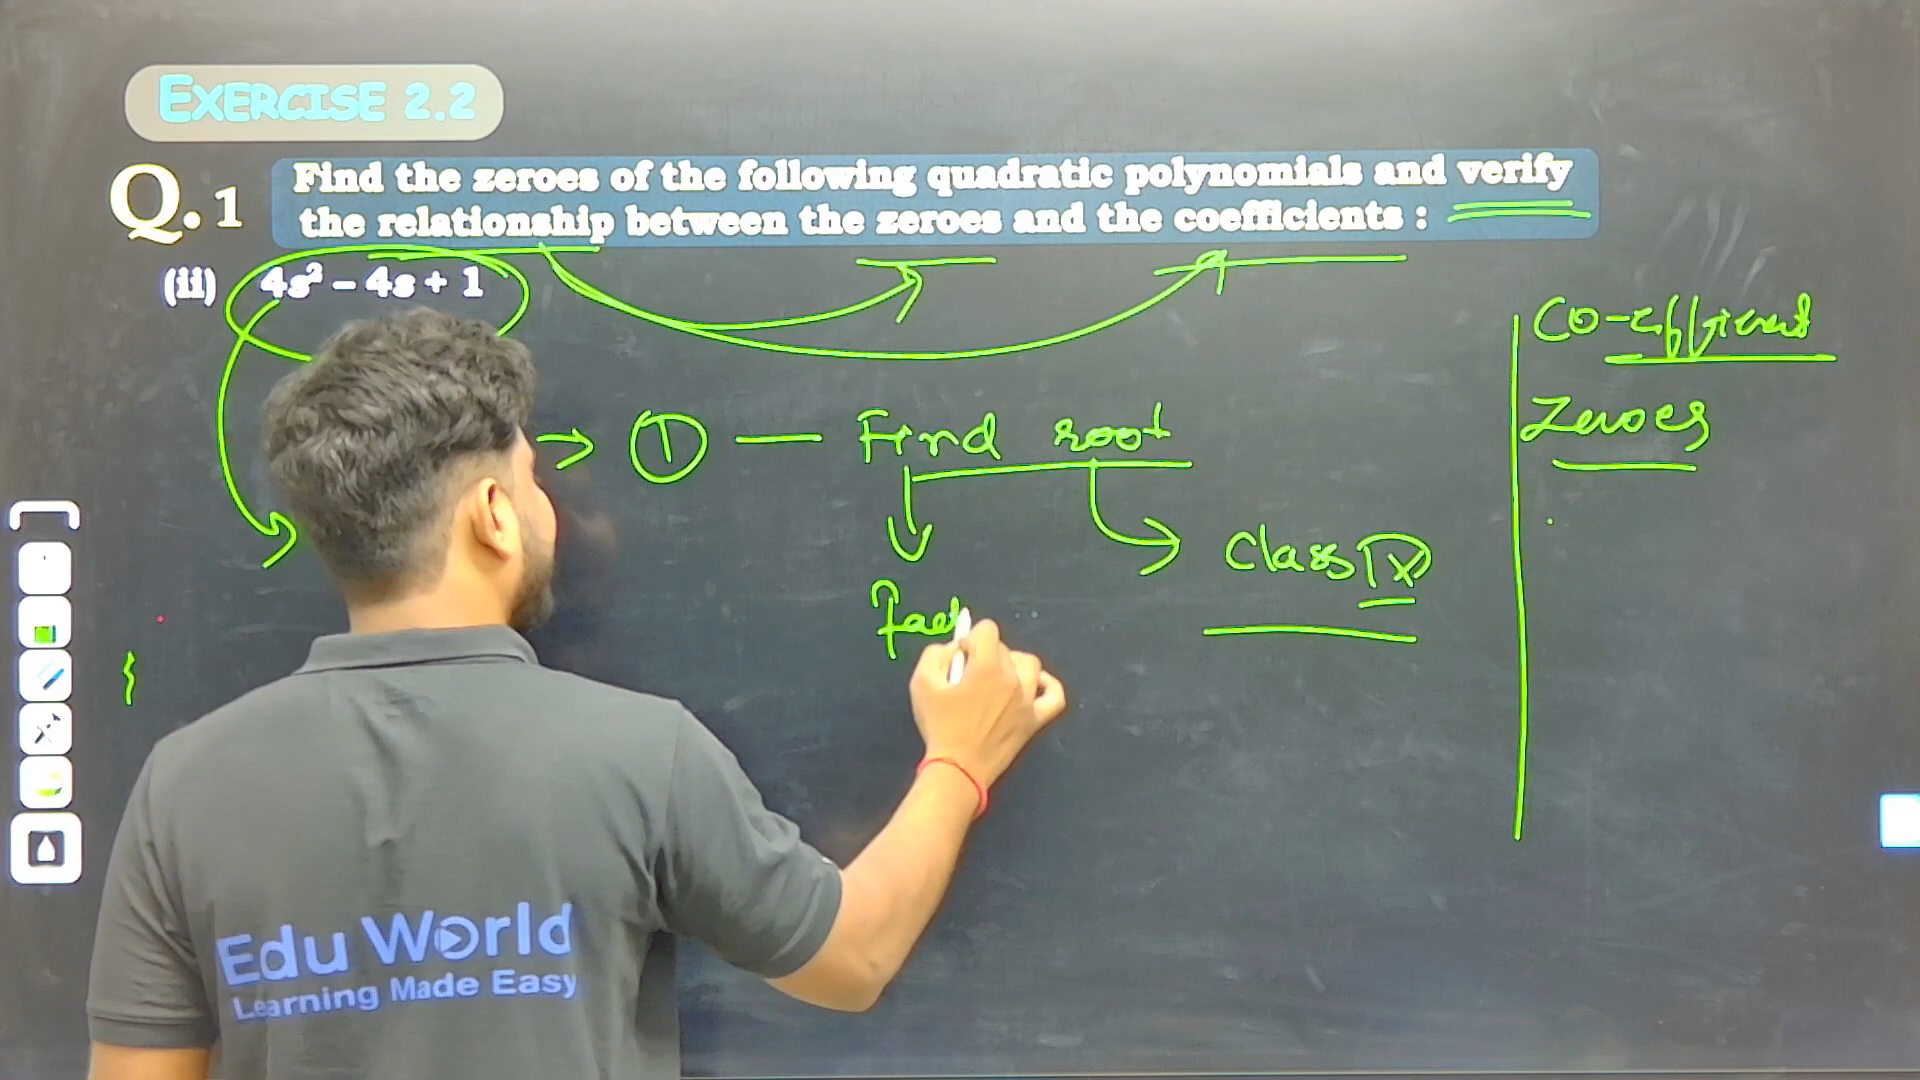 EXERCISE 2.2
Q. 1 Find the zeroes of the following quadratic polynomials and verify
the relationship between the zeroes and the coefficients :
(ii) 4s² – 4s + 1
Co-efficient
Zeroes
→ ① — Find root
Class IX
Fact
Edu World
Learning Made Easy